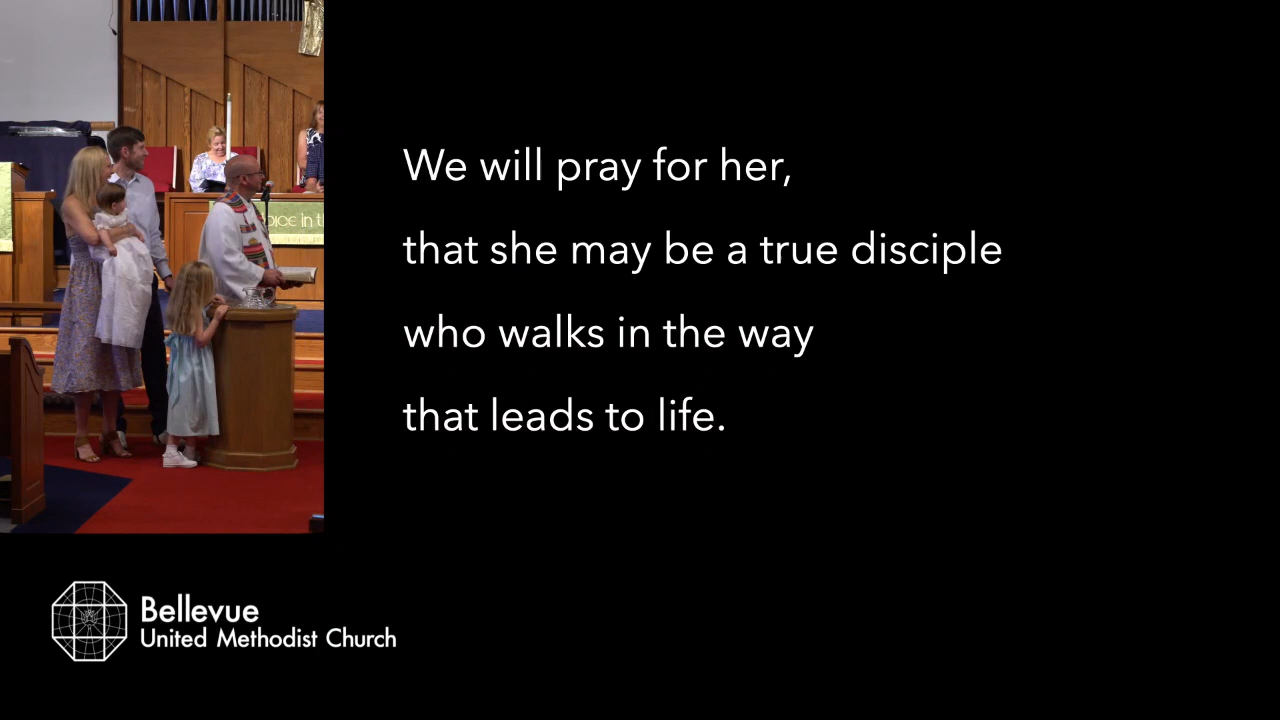 We will pray for her,
that she may be a true disciple
who walks in the way
that leads to life.
Bellevue
United Methodist Church